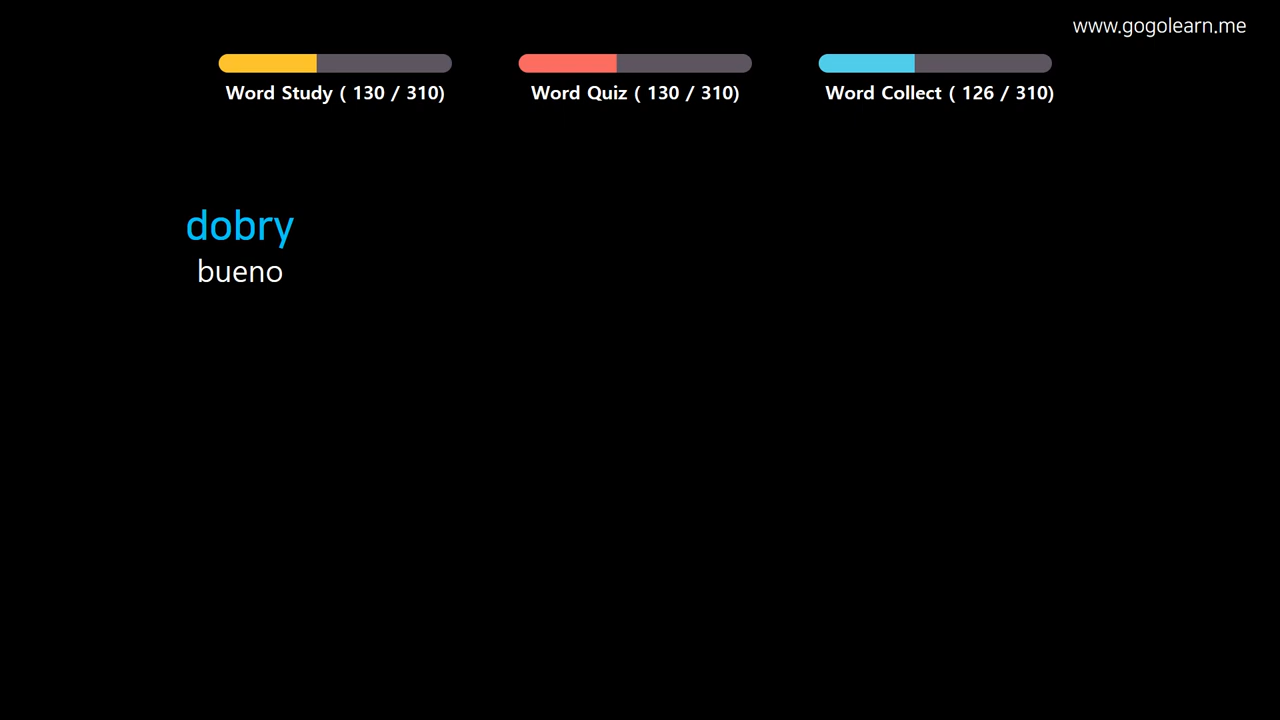 www.gogolearn.me
Word Study ( 130 / 310)
Word Quiz ( 130 / 310)
Word Collect ( 126 / 310)
dobry
bueno